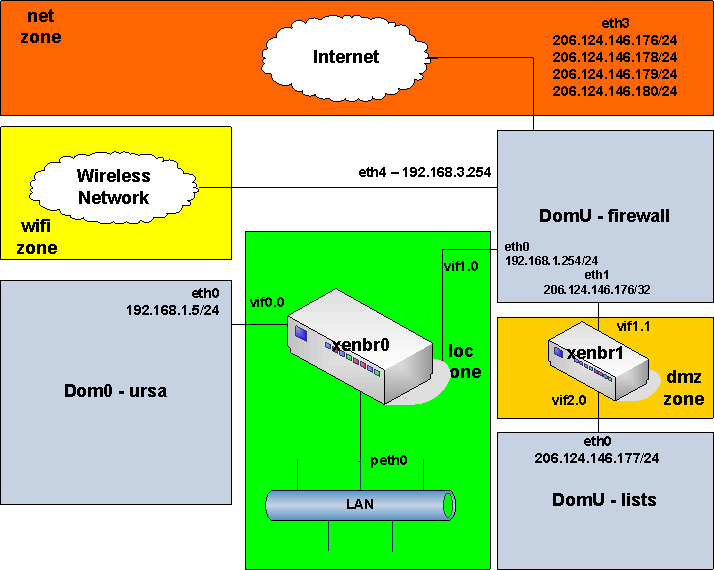 net
zone
Internet
eth3
206.124.146.176/24
206.124.146.178/24
206.124.146.179/24
206.124.146.180/24
Wireless
Network
wifi
zone
eth4 – 192.168.3.254
DomU - firewall
eth0
192.168.1.254/24
eth1
206.124.146.176/32
vif1.0
eth0
192.168.1.5/24
vif0.0
xenbr0
loc
one
Dom0 - ursa
peth0
LAN
vif1.1
xenbr1
dmz
zone
vif2.0
eth0
206.124.146.177/24
DomU - lists